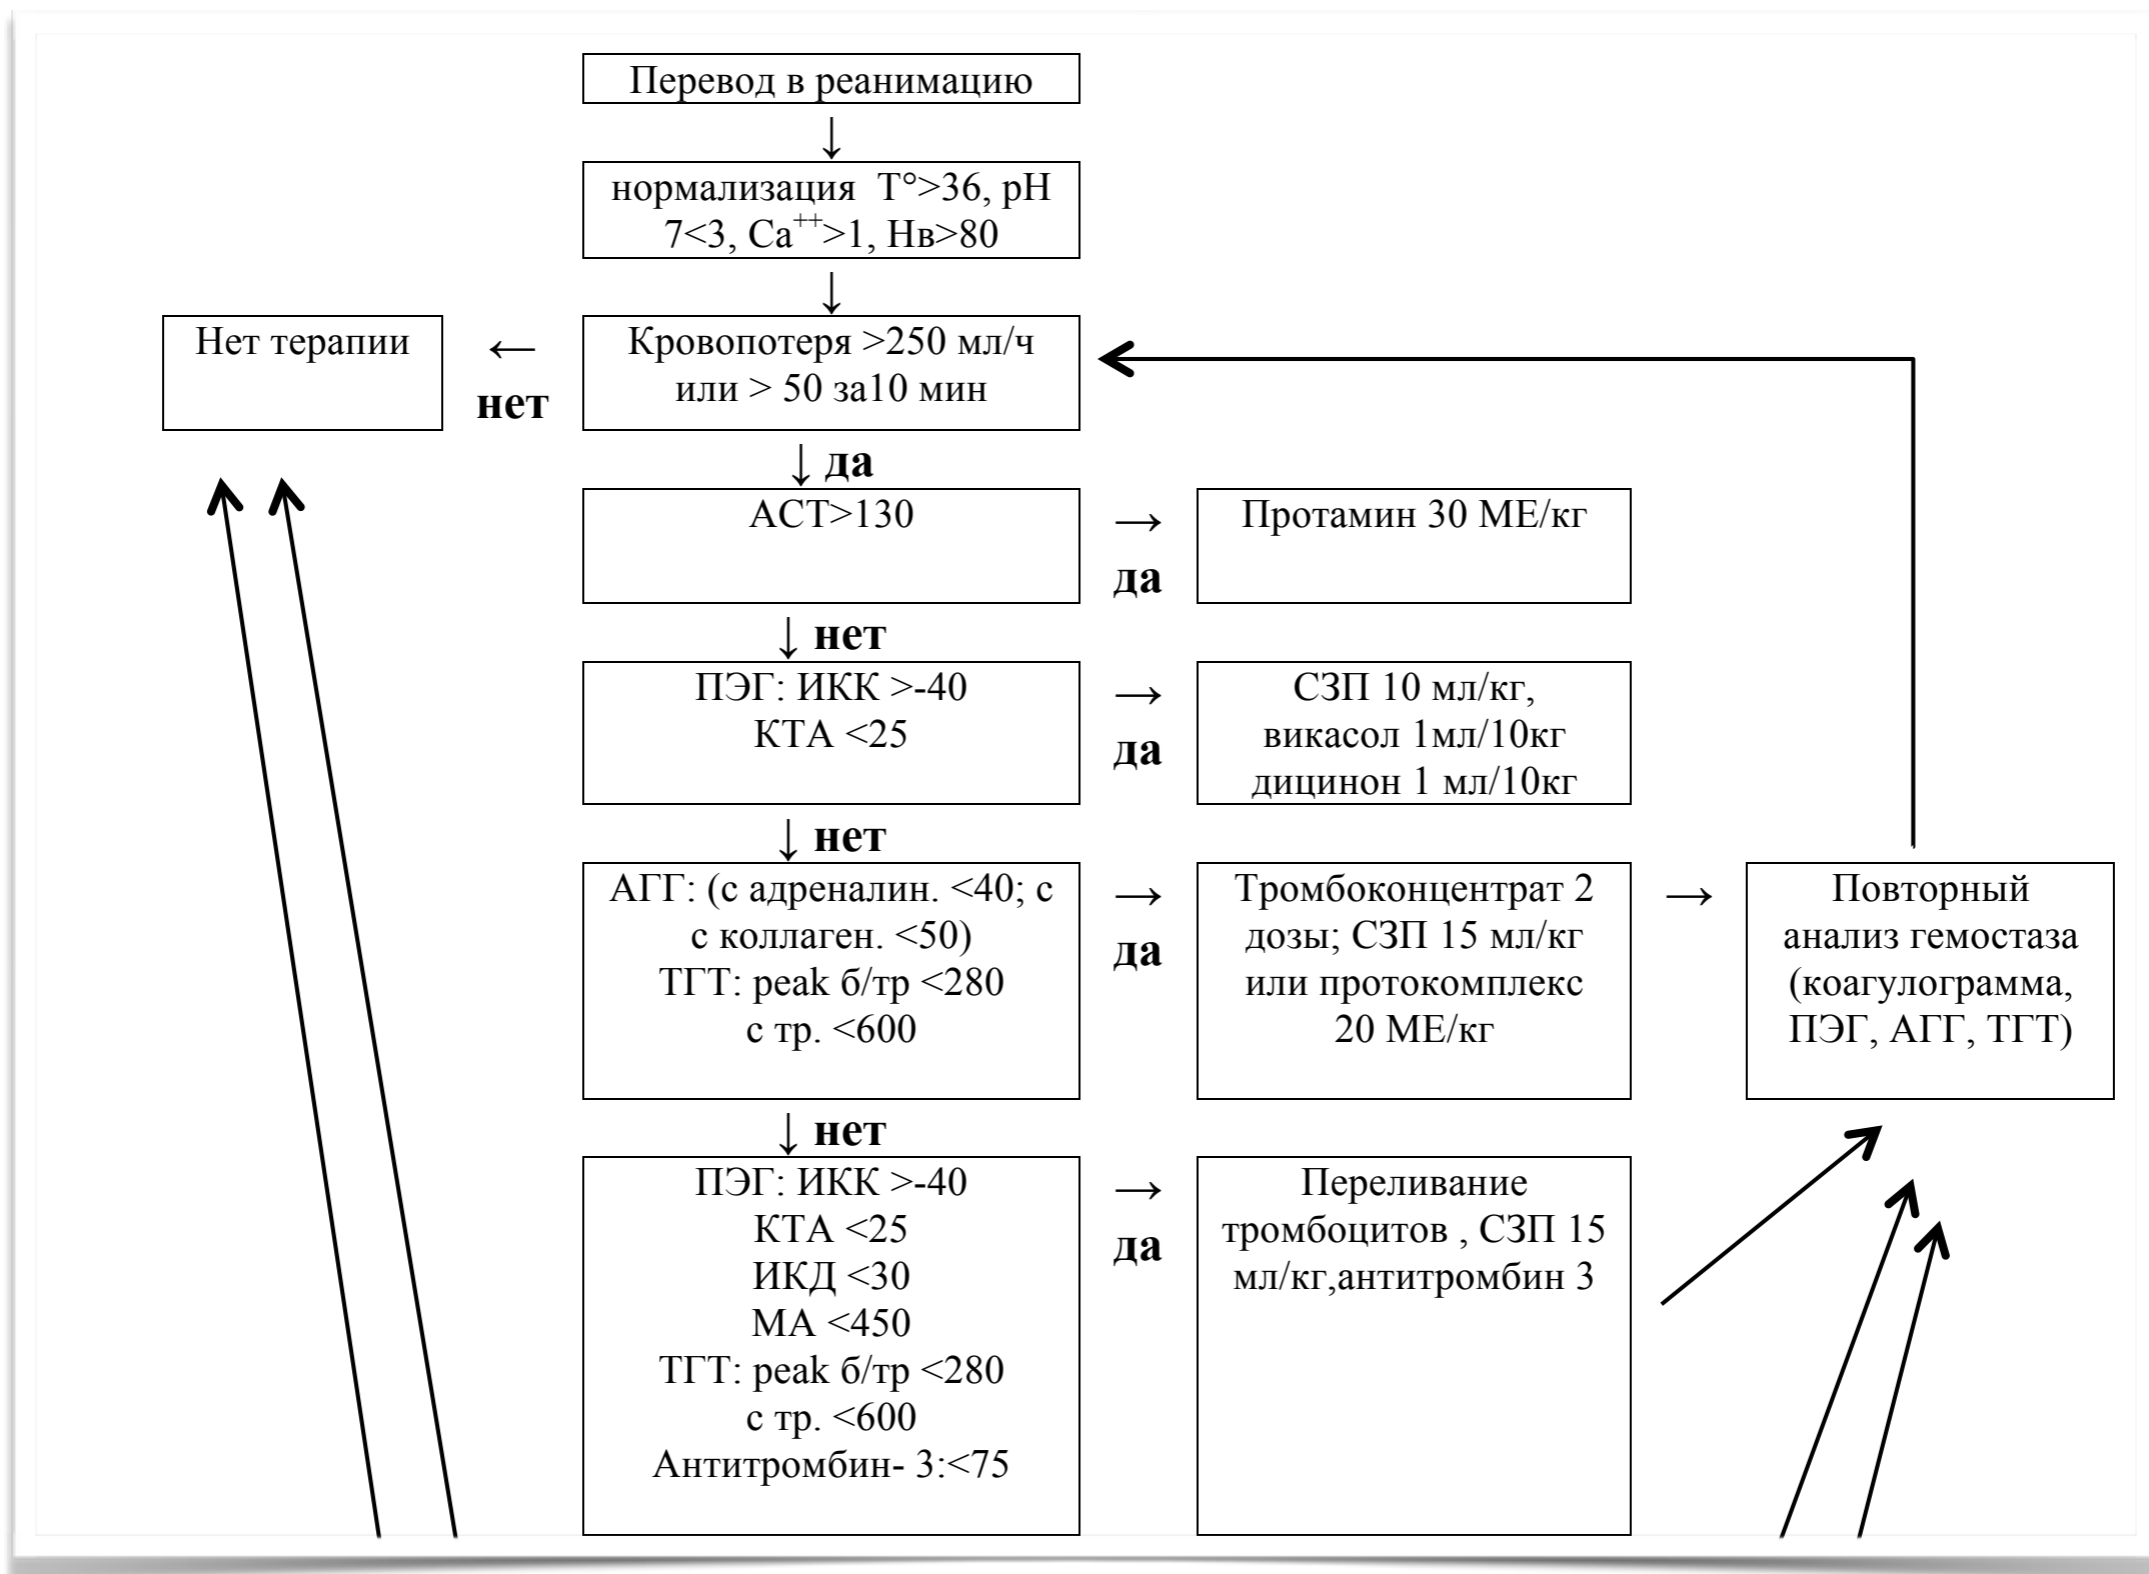 Перевод в реанимацию
↓
нормализация Т°>36, рН
7<3, Са⁺⁺>1, Нв>80
↓
Нет терапии
←
нет
Кровопотеря >250 мл/ч
или > 50 за10 мин
↓ да
АСТ>130
→
да
Протамин 30 МЕ/кг
↓ нет
ПЭГ: ИКК >-40
КТА <25
→
да
СЗП 10 мл/кг,
викасол 1мл/10кг
дицинон 1 мл/10кг
↓ нет
АГГ: (с адреналин. <40; с
с коллаген. <50)
ТГТ: peak б/тр <280
с тр. <600
→
да
Тромбоконцентрат 2
дозы; СЗП 15 мл/кг
или протокомплекс
20 МЕ/кг
→
Повторный
анализ гемостаза
(коагулограмма,
ПЭГ, АГГ, ТГТ)
↓ нет
ПЭГ: ИКК >-40
КТА <25
ИКД <30
МА <450
ТГТ: peak б/тр <280
с тр. <600
Антитромбин- 3:<75
→
да
Переливание
тромбоцитов , СЗП 15
мл/кг,антитромбин 3